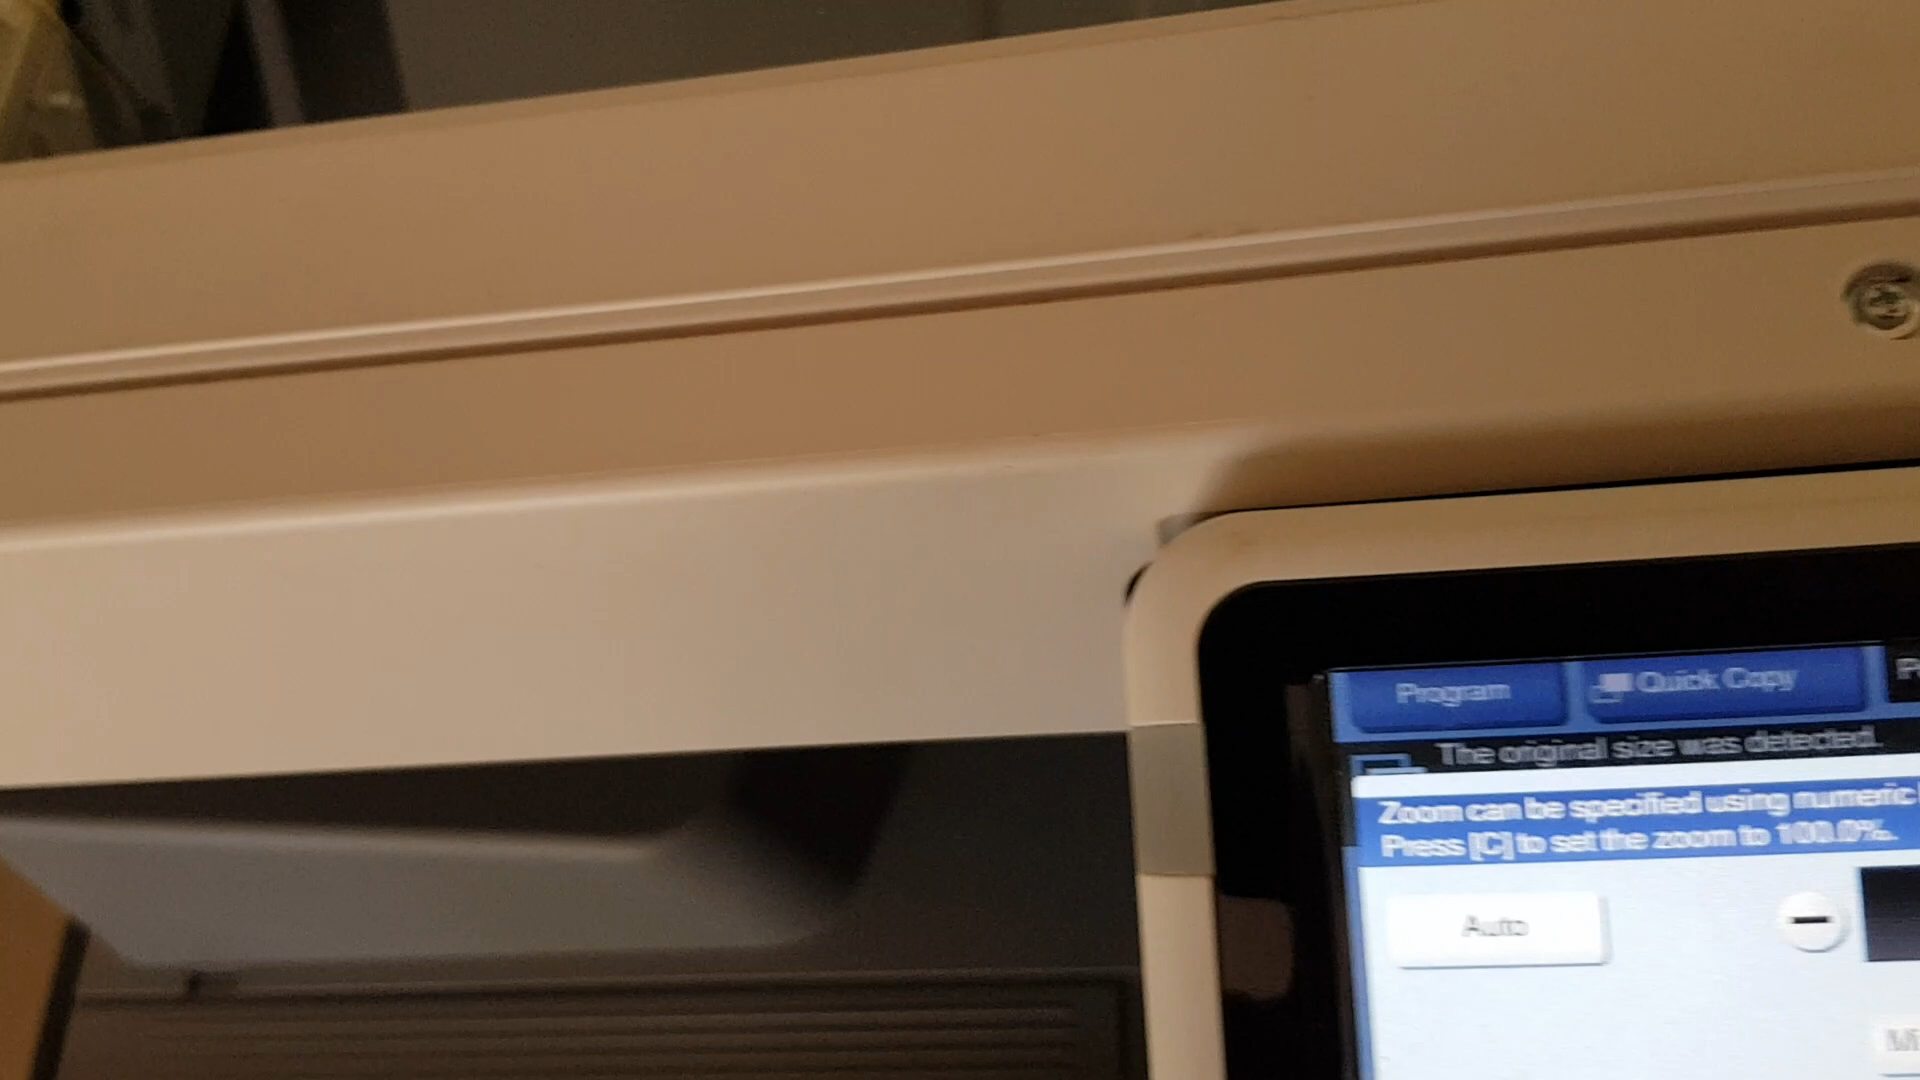 Program
Quick Copy
The original size was detected.
Zoom can be specified using numeric
Press [C] to set the zoom to 100.0%.
Auto